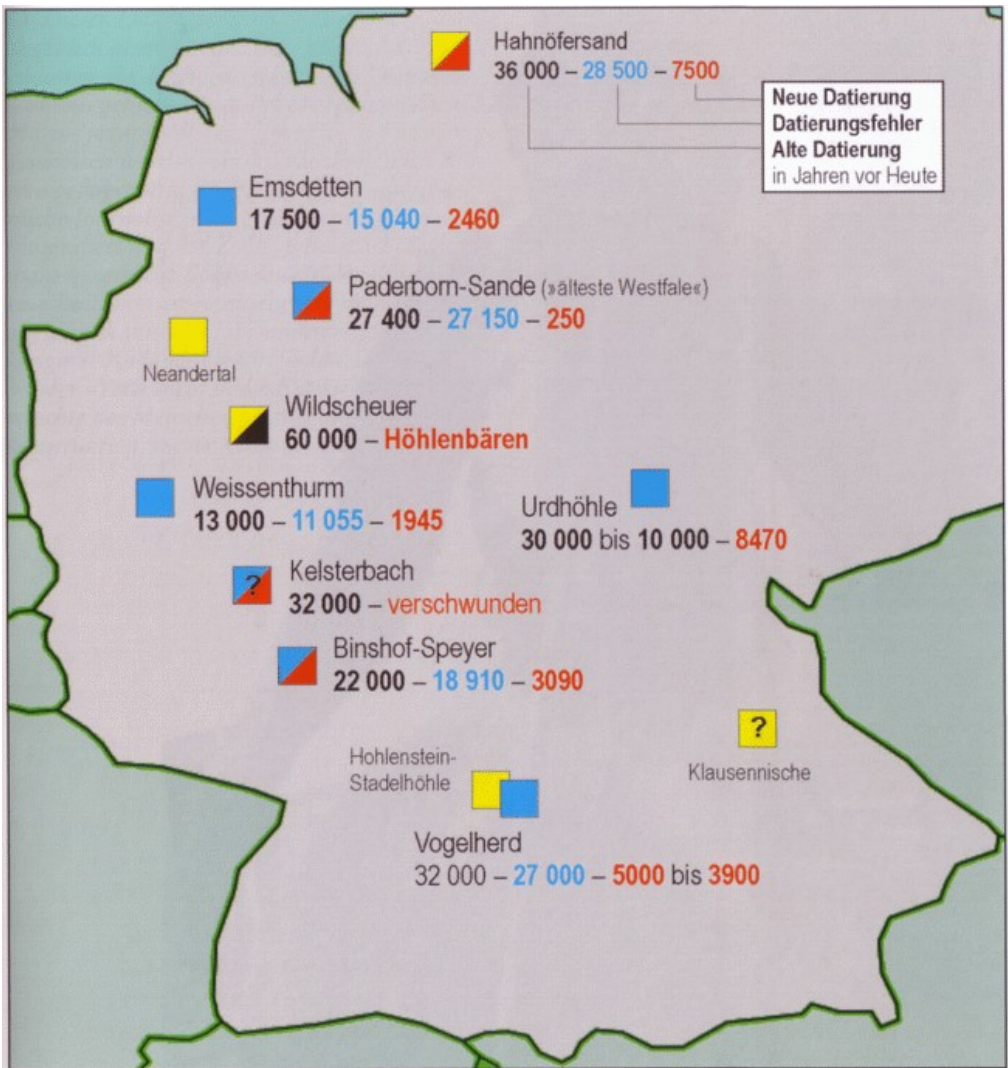 Hahnöfersand
36 000 – 28 500 – 7500
Neue Datierung
Datierungsfehler
Alte Datierung
in Jahren vor Heute
Emsdetten
17 500 – 15 040 – 2460
Paderborn-Sande (»älteste Westfale«)
27 400 – 27 150 – 250
Neandertal
Wildscheuer
60 000 – Höhlenbären
Weissenthurm
13 000 – 11 055 – 1945
Urdhöhle
30 000 bis 10 000 – 8470
?
Kelsterbach
32 000 – verschwunden
Binshof-Speyer
22 000 – 18 910 – 3090
?
Klausennische
Hohlenstein-
Stadelhöhle
Vogelherd
32 000 – 27 000 – 5000 bis 3900